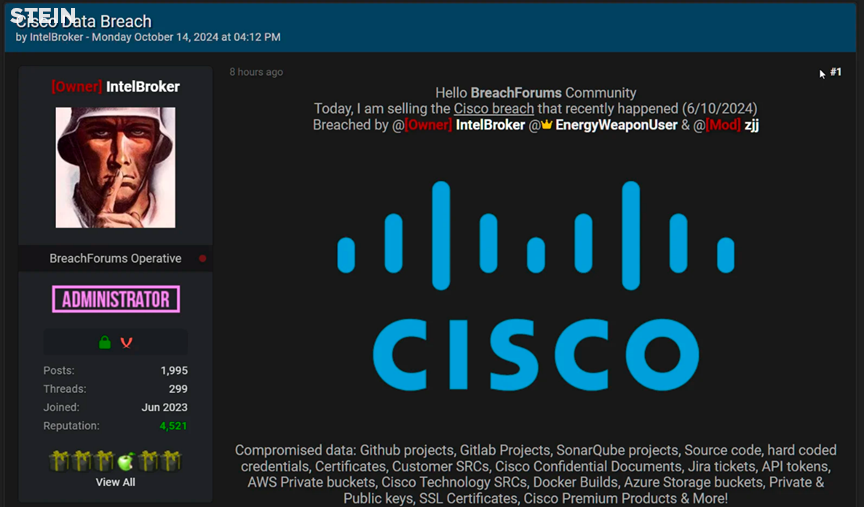 STEIN
Cisco Data Breach
by IntelBroker - Monday October 14, 2024 at 04:12 PM
[Owner] IntelBroker
BreachForums Operative
ADMINISTRATOR
Posts: 1,995
Threads: 299
Joined: Jun 2023
Reputation: 4,521
View All
8 hours ago
#1
Hello BreachForums Community
Today, I am selling the Cisco breach that recently happened (6/10/2024)
Breached by @[Owner] IntelBroker @ EnergyWeaponUser & @[Mod] zjj
CISCO
Compromised data: Github projects, Gitlab Projects, SonarQube projects, Source code, hard coded
credentials, Certificates, Customer SRCs, Cisco Confidential Documents, Jira tickets, API tokens,
AWS Private buckets, Cisco Technology SRCs, Docker Builds, Azure Storage buckets, Private &
Public keys, SSL Certificates, Cisco Premium Products & More!